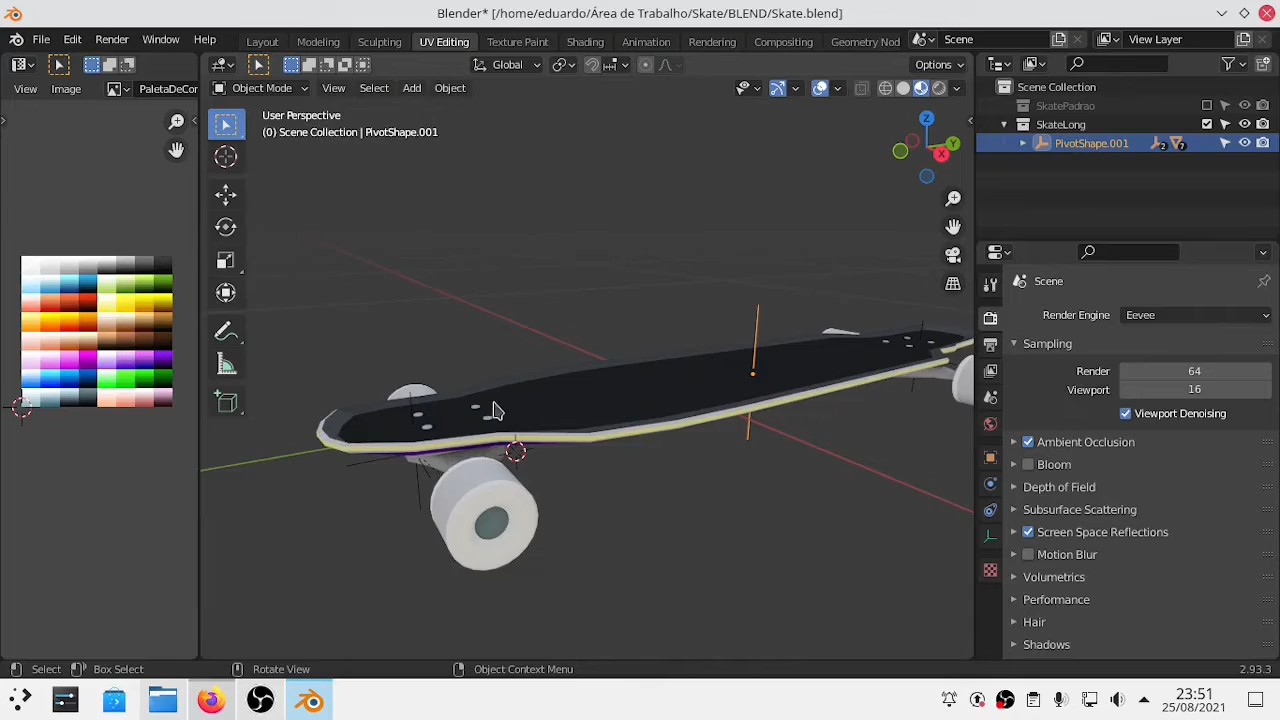 Blender* [/home/eduardo/Área de Trabalho/Skate/BLEND/Skate.blend]
File Edit Render Window Help Layout Modeling Sculpting UV Editing Texture Paint Shading Animation Rendering Compositing Geometry Nod Scene View Layer
Global Options
View Image PaletaDeCor Object Mode View Select Add Object
Scene Collection
SkatePadrao
SkateLong
PivotShape.001
User Perspective
(0) Scene Collection | PivotShape.001
Z
Y
X
Scene
Render Engine Eevee
Sampling
Render 64
Viewport 16
Viewport Denoising
Ambient Occlusion
Bloom
Depth of Field
Subsurface Scattering
Screen Space Reflections
Motion Blur
Volumetrics
Performance
Hair
Shadows
Select Box Select Rotate View Object Context Menu 2.93.3
23:51
25/08/2021